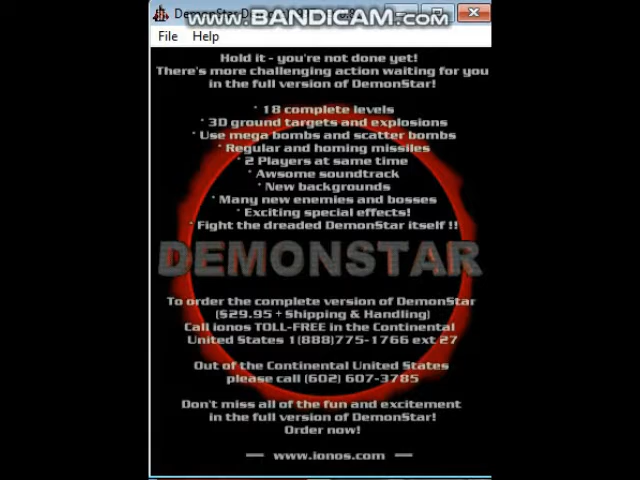 WWW.BANDICAM.COM
File Help
Hold it - you're not done yet!
There's more challenging action waiting for you
in the full version of DemonStar!
* 18 complete levels
* 3D ground targets and explosions
* Use mega bombs and scatter bombs
* Regular and homing missiles
* 2 Players at same time
* Awsome soundtrack
* New backgrounds
* Many new enemies and bosses
* Exciting special effects!
* Fight the dreaded DemonStar itself !!
DEMONSTAR
To order the complete version of DemonStar
($29.95 + Shipping & Handling)
Call ionos TOLL-FREE in the Continental
United States 1(888)775-1766 ext 27
Out of the Continental United States
please call (602) 607-3785
Don't miss all of the fun and excitement
in the full version of DemonStar!
Order now!
— www.ionos.com —